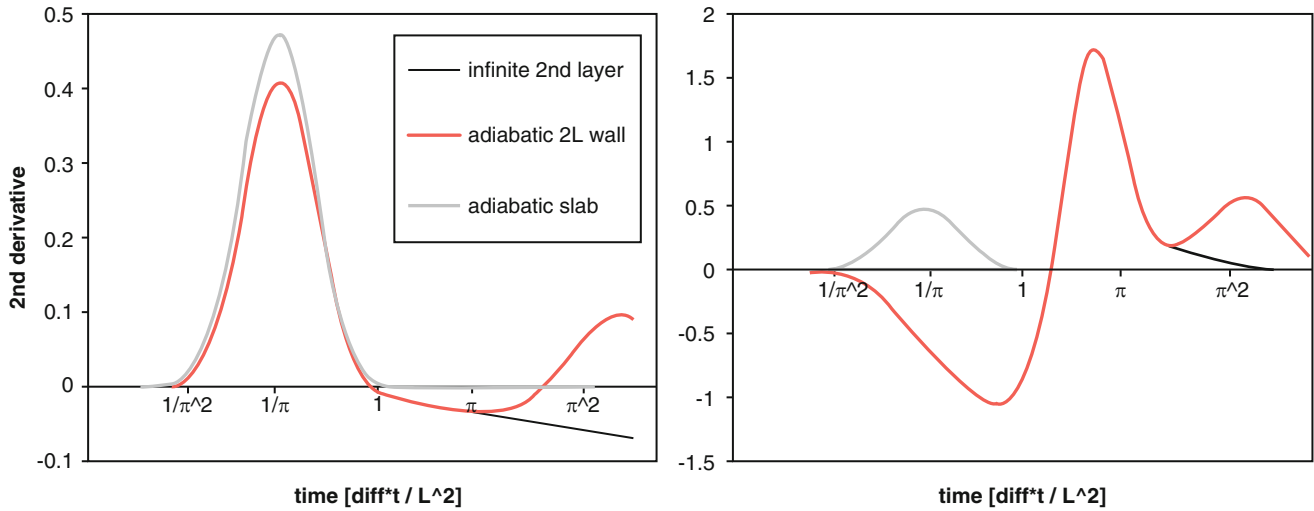 0.5
0.4
0.3
0.2
0.1
0
-0.1
2nd derivative
infinite 2nd layer
adiabatic 2L wall
adiabatic slab
1/π^2
1/π
1
π
π^2
time [diff*t / L^2]
2
1.5
1
0.5
0
-0.5
-1
-1.5
1/π^2
1/π
1
π
π^2
time [diff*t / L^2]